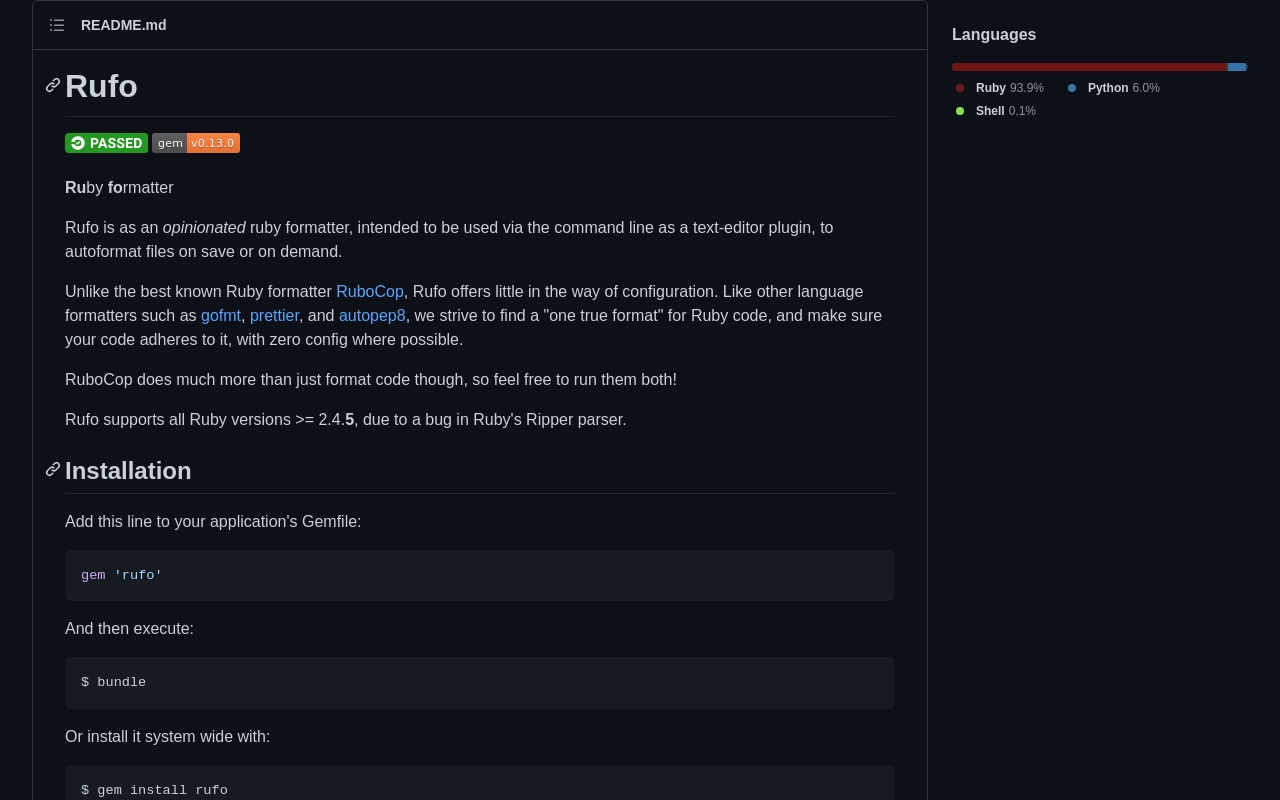 README.md
Rufo
PASSED gem v0.13.0
Ruby formatter
Rufo is as an opinionated ruby formatter, intended to be used via the command line as a text-editor plugin, to
autoformat files on save or on demand.
Unlike the best known Ruby formatter RuboCop, Rufo offers little in the way of configuration. Like other language
formatters such as gofmt, prettier, and autopep8, we strive to find a "one true format" for Ruby code, and make sure
your code adheres to it, with zero config where possible.
RuboCop does much more than just format code though, so feel free to run them both!
Rufo supports all Ruby versions >= 2.4.5, due to a bug in Ruby's Ripper parser.
Installation
Add this line to your application's Gemfile:
gem 'rufo'
And then execute:
$ bundle
Or install it system wide with:
$ gem install rufo
Languages
Ruby 93.9% Python 6.0%
Shell 0.1%